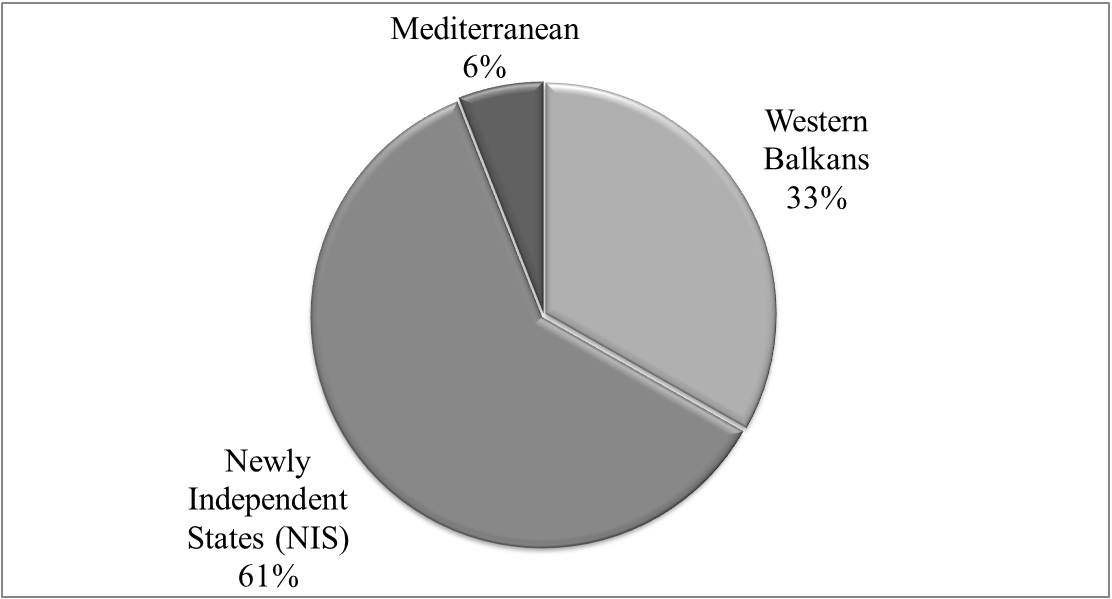 Mediterranean
6%
Western
Balkans
33%
Newly
Independent
States (NIS)
61%